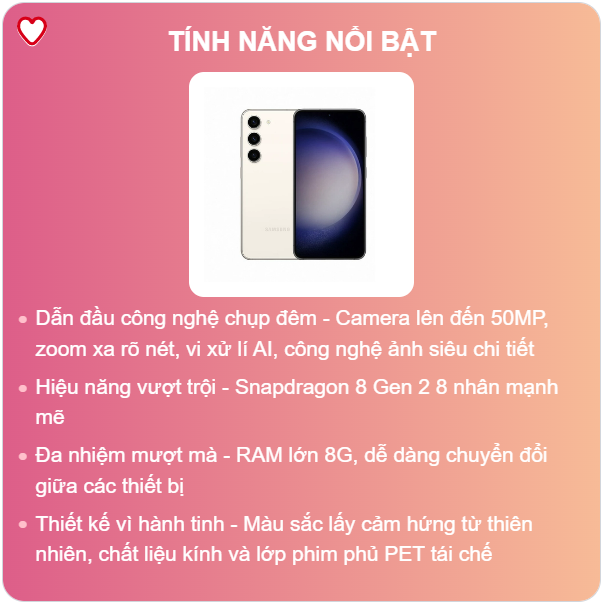 TÍNH NĂNG NỔI BẬT
SAMSUNG
Dẫn đầu công nghệ chụp đêm - Camera lên đến 50MP,
zoom xa rõ nét, vi xử lí AI, công nghệ ảnh siêu chi tiết
Hiệu năng vượt trội - Snapdragon 8 Gen 2 8 nhân mạnh
mẽ
Đa nhiệm mượt mà - RAM lớn 8G, dễ dàng chuyển đổi
giữa các thiết bị
Thiết kế vì hành tinh - Màu sắc lấy cảm hứng từ thiên
nhiên, chất liệu kính và lớp phim phủ PET tái chế